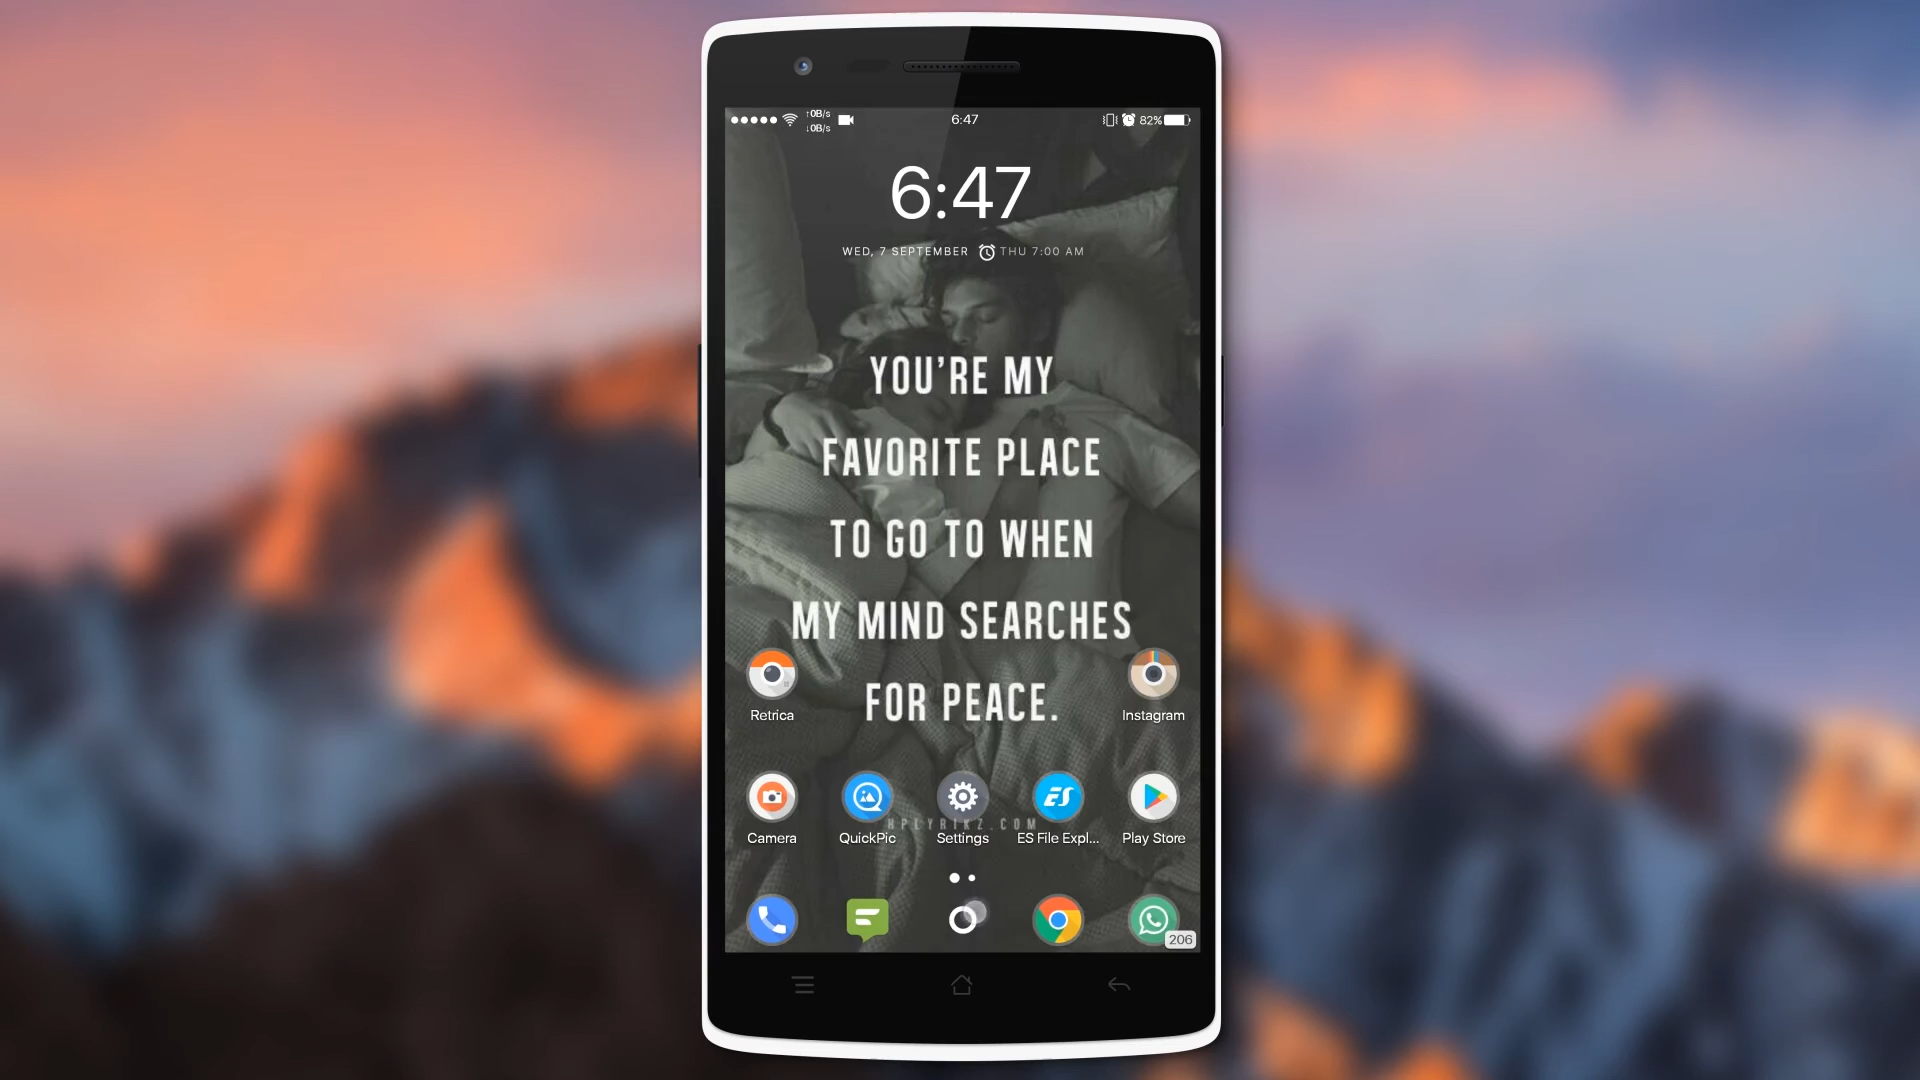 ↑0B/s
↓0B/s
6:47
82%
6:47
WED, 7 SEPTEMBER THU 7:00 AM
YOU'RE MY
FAVORITE PLACE
TO GO TO WHEN
MY MIND SEARCHES
FOR PEACE.
Retrica
Instagram
HPLYRIKZ.COM
Camera
QuickPic
Settings
ES File Expl...
Play Store
206